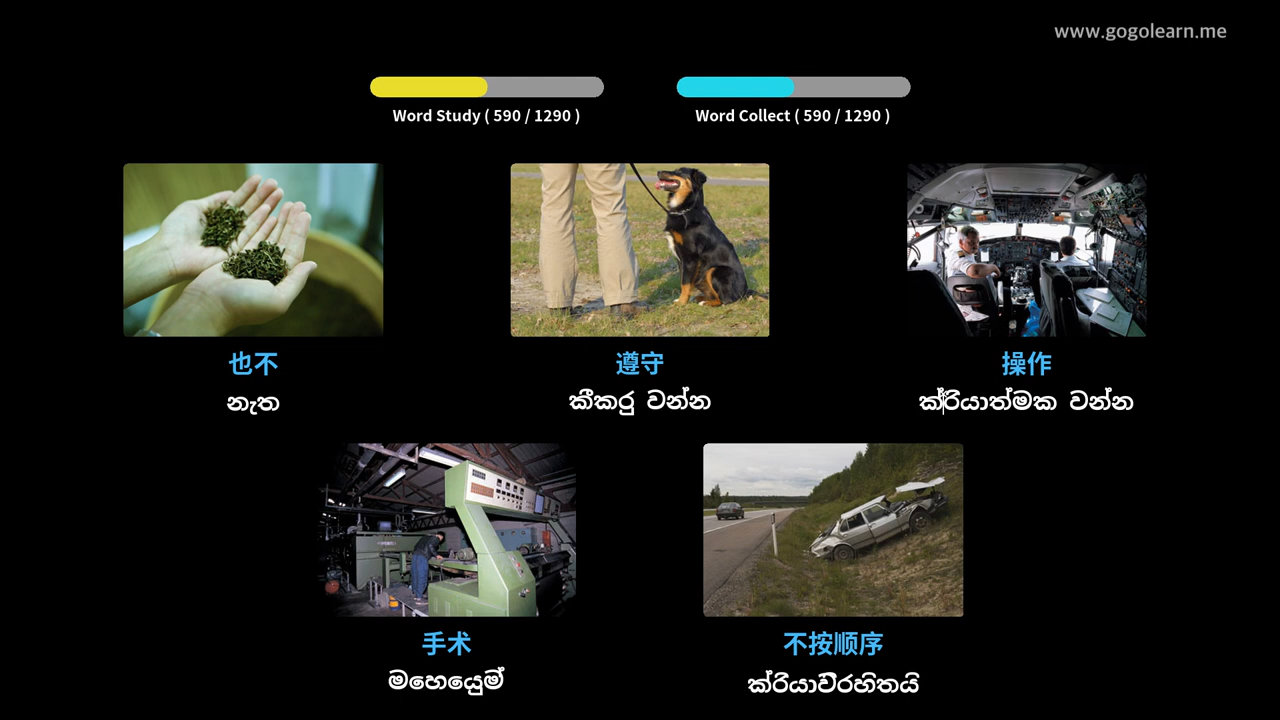 www.gogolearn.me
Word Study ( 590 / 1290 )
Word Collect ( 590 / 1290 )
也不
නැත
遵守
කීකරු වන්න
操作
ක්‍රියාත්මක වන්න
手术
මෙහෙයුම්
不按顺序
ක්රියාවිරහිතයි